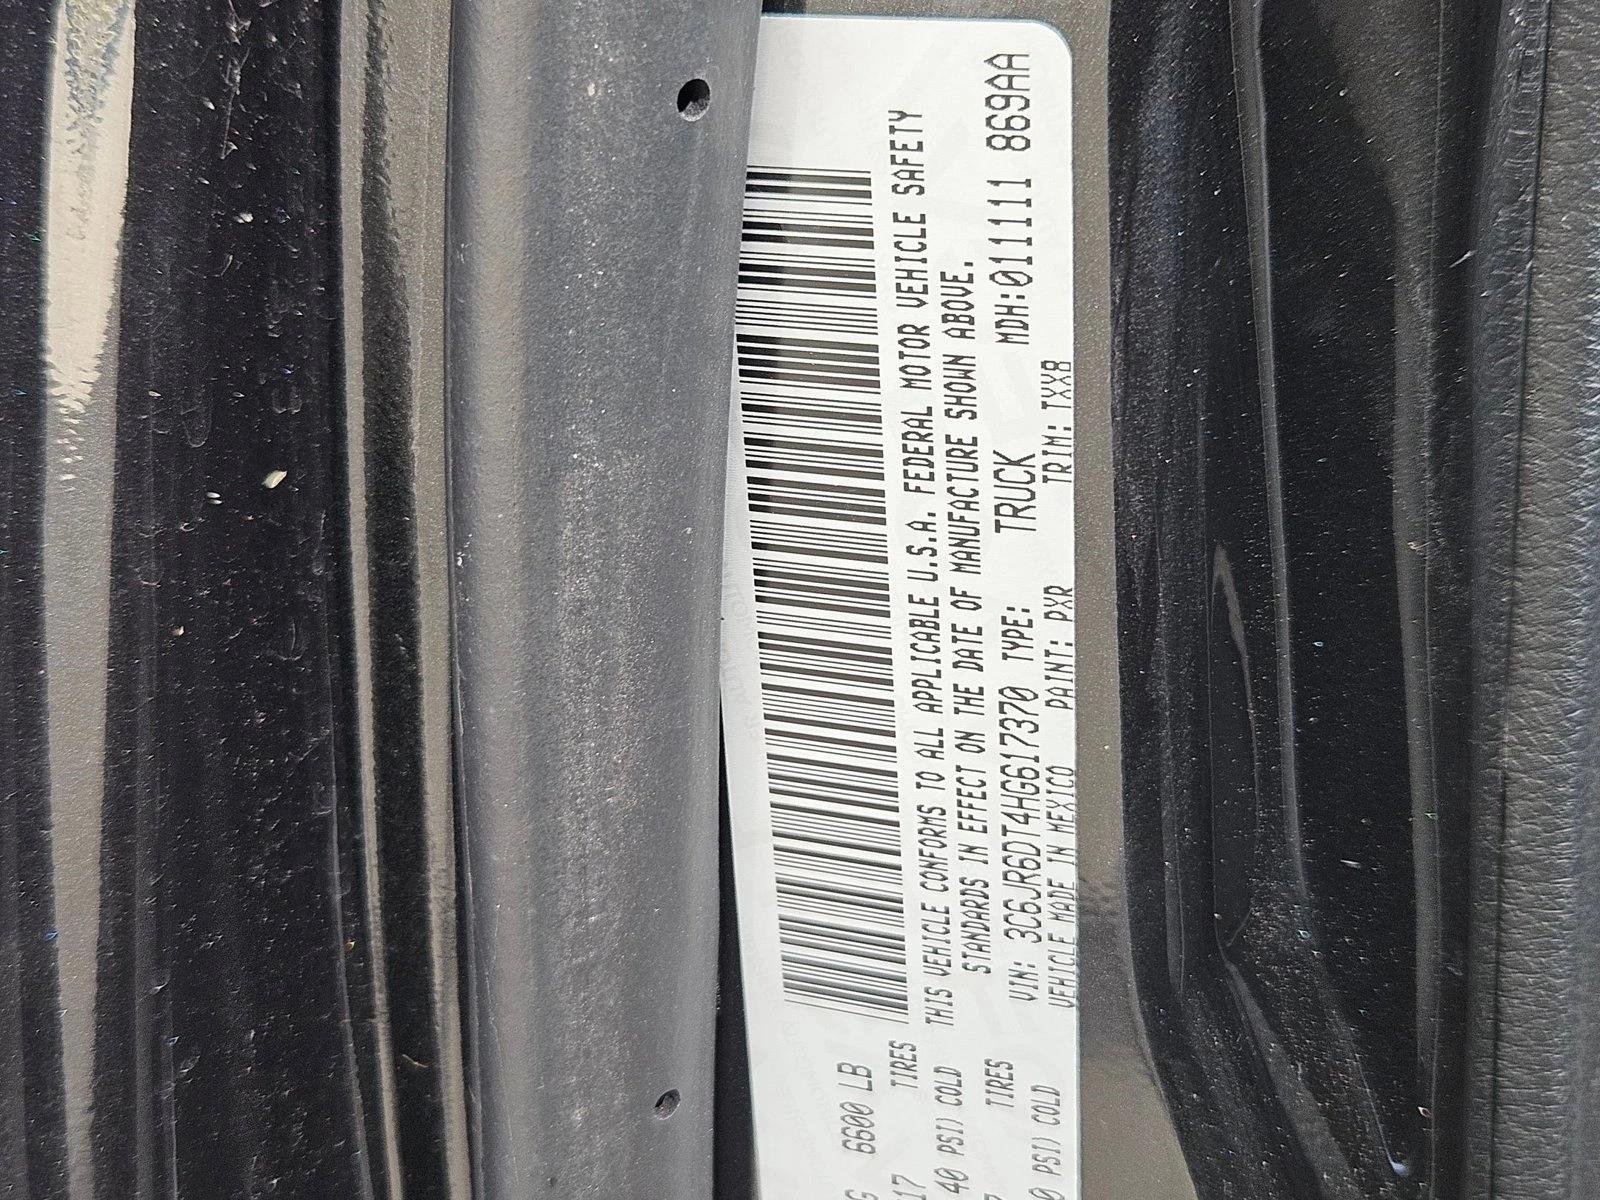 G 6600 LB
17 TIRES
40 PSI) COLD
TIRES
0 PSI) COLD
THIS VEHICLE CONFORMS TO ALL APPLICABLE U.S.A. FEDERAL MOTOR VEHICLE SAFETY
STANDARDS IN EFFECT ON THE DATE OF MANUFACTURE SHOWN ABOVE.
VIN: 3C6JR6DT4HG617370 TYPE: TRUCK MDH:011111 869AA
VEHICLE MADE IN MEXICO PAINT: PXR TRIM: TXX8